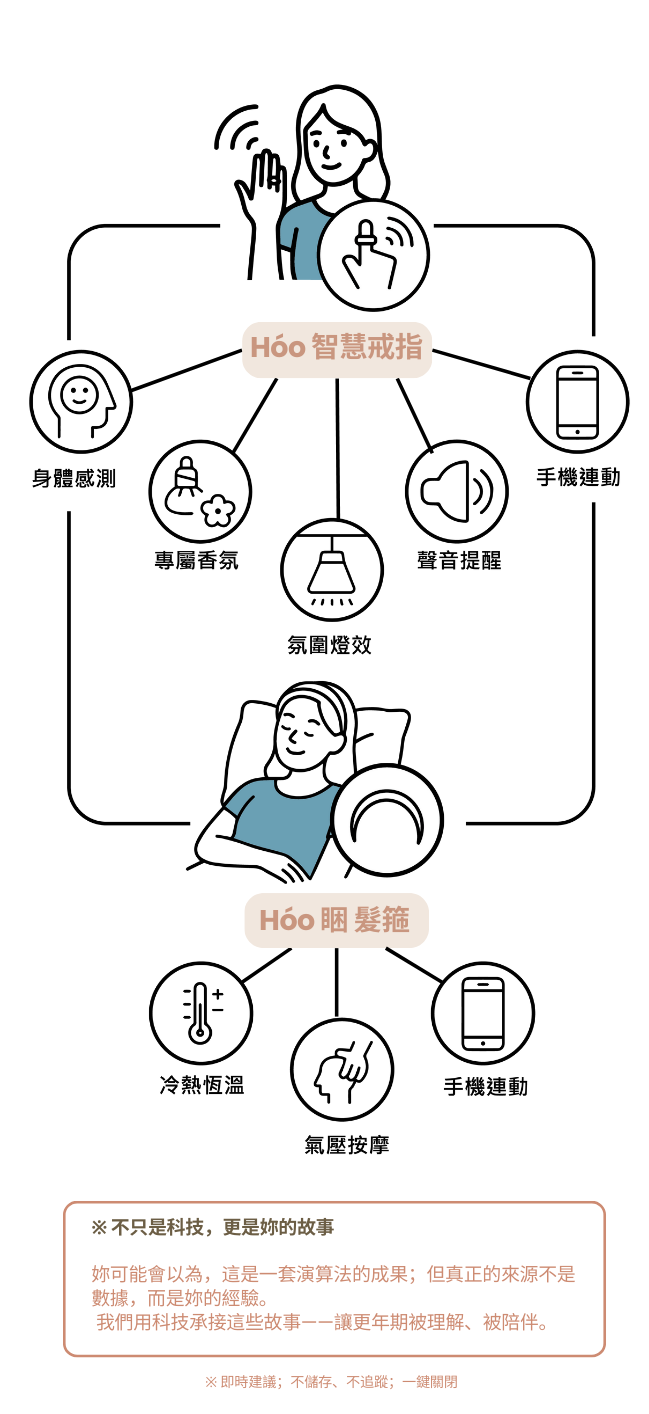 Hóo 智慧戒指
身體感測
手機連動
專屬香氛
聲音提醒
氛圍燈效
Hóo 睏 髮箍
冷熱恆溫
手機連動
氣壓按摩
※ 不只是科技，更是妳的故事
妳可能會以為，這是一套演算法的成果；但真正的來源不是
數據，而是妳的經驗。
我們用科技承接這些故事——讓更年期被理解、被陪伴。
※ 即時建議；不儲存、不追蹤；一鍵關閉